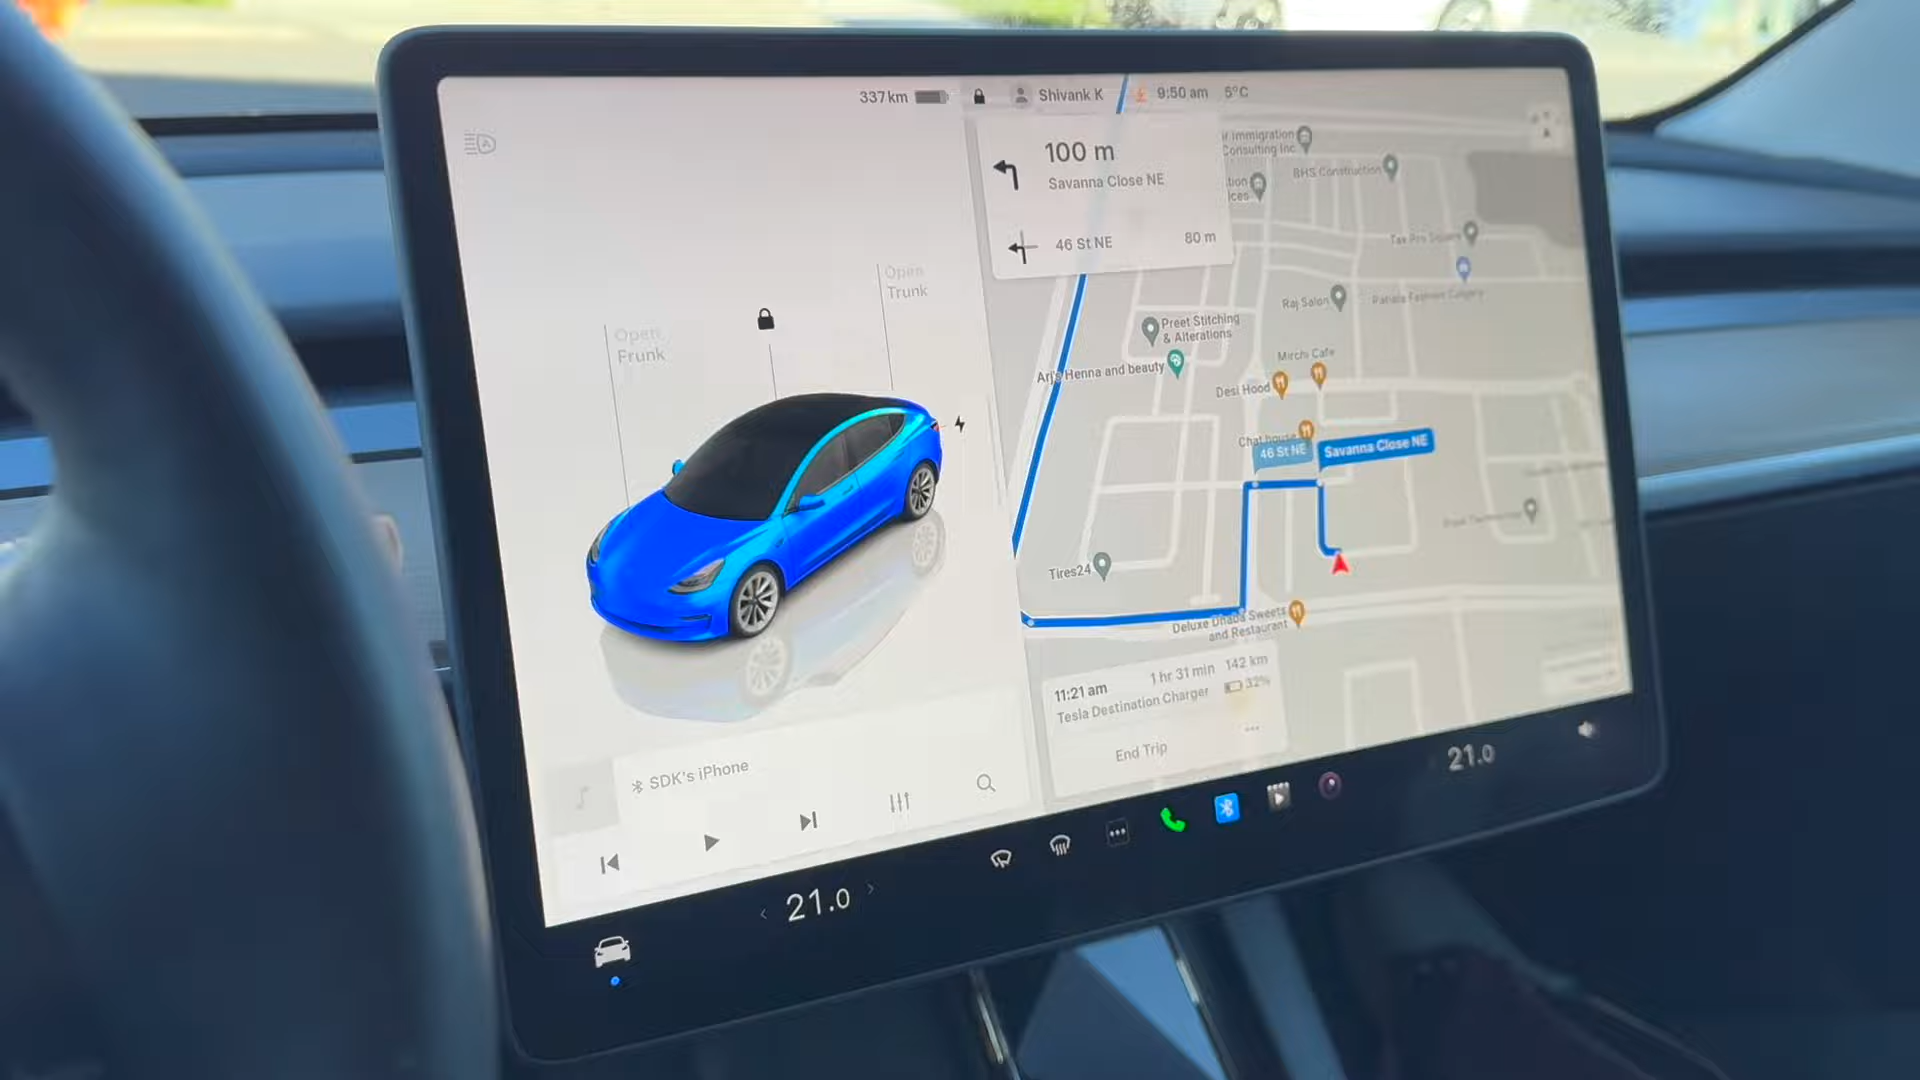 337 km
Shivank K
9:50 am
5°C
100 m
Savanna Close NE
46 St NE
80 m
Open
Trunk
Open
Frunk
Immigration
Consulting Inc
BHS Construction
Raj Salon
Preet Stitching
& Alterations
Arj's Henna and beauty
Mirchi Cafe
Desi Hood
Chat house
46 St NE
Savanna Close NE
Tires24
Deluxe Dhaba Sweets
and Restaurant
11:21 am
1 hr 31 min
142 km
Tesla Destination Charger
32%
End Trip
SDK's iPhone
21.0
21.0